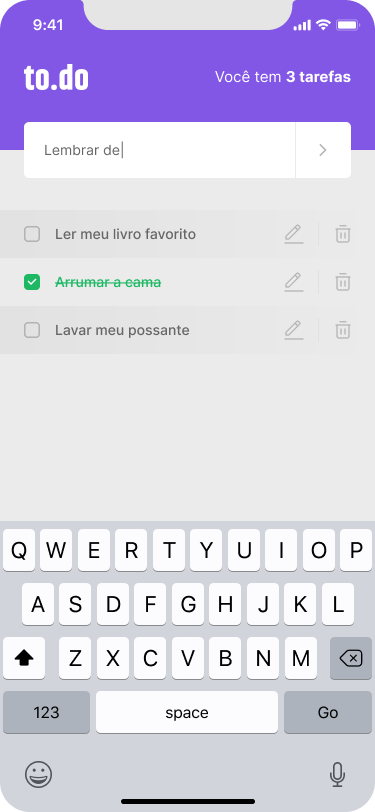 9:41
to.do
Você tem 3 tarefas
Lembrar de
Ler meu livro favorito
Arrumar a cama
Lavar meu possante
Q W E R T Y U I O P
A S D F G H J K L
Z X C V B N M
123 space Go